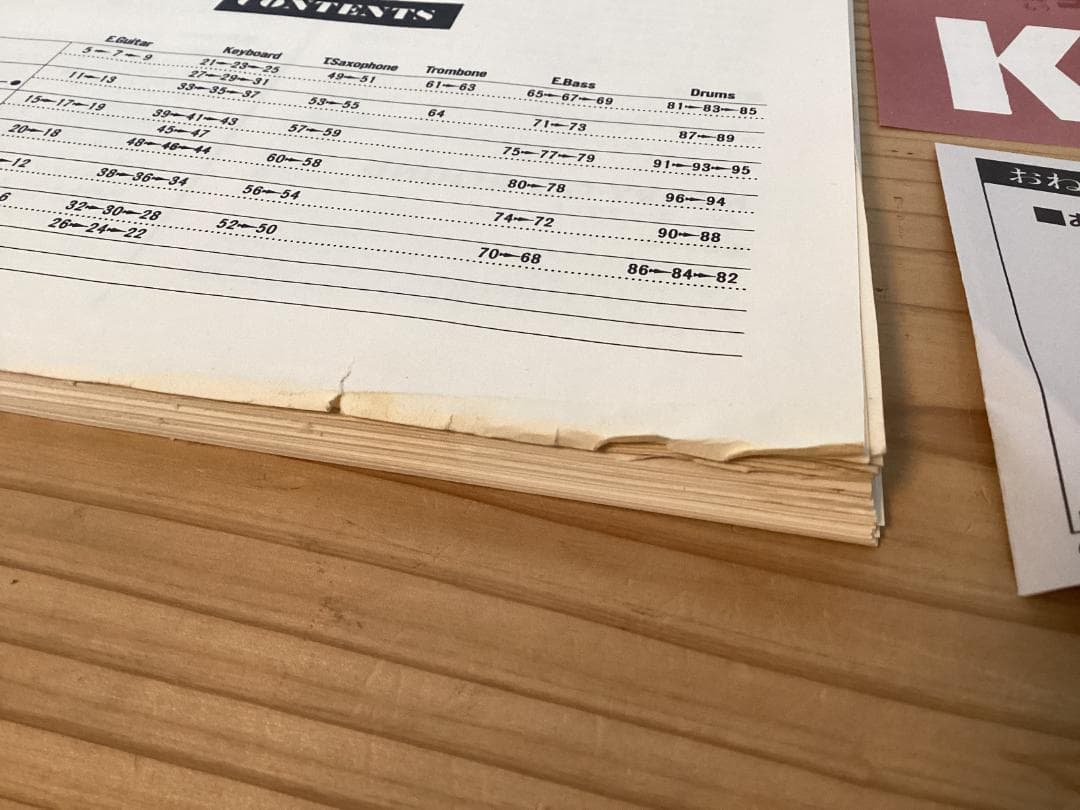 CONTENTS
E.Guitar Keyboard T.Saxophone Trombone E.Bass Drums
5 7 9 21 23 25 49 51 61 63 65 67 69 81 83 85
11 13 27 29 31
33 35 37 53 55 64 71 73 87 89
15 17 19 39 41 43
45 47 57 59 75 77 79 91 93 95
20 18 48 46 44 60 58 80 78 96 94
12 38 36 34 56 54 74 72 90 88
6 32 30 28
26 24 22 52 50 70 68 86 84 82
K
おね